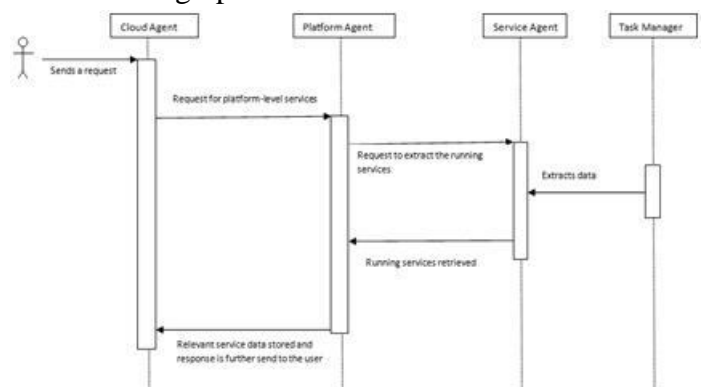 Cloud Agent
Platform Agent
Service Agent
Task Manager
Sends a request
Request for platform-level services
Request to extract the running
services
Extracts data
Running services retrieved
Relevant service data stored and
response is further send to the user